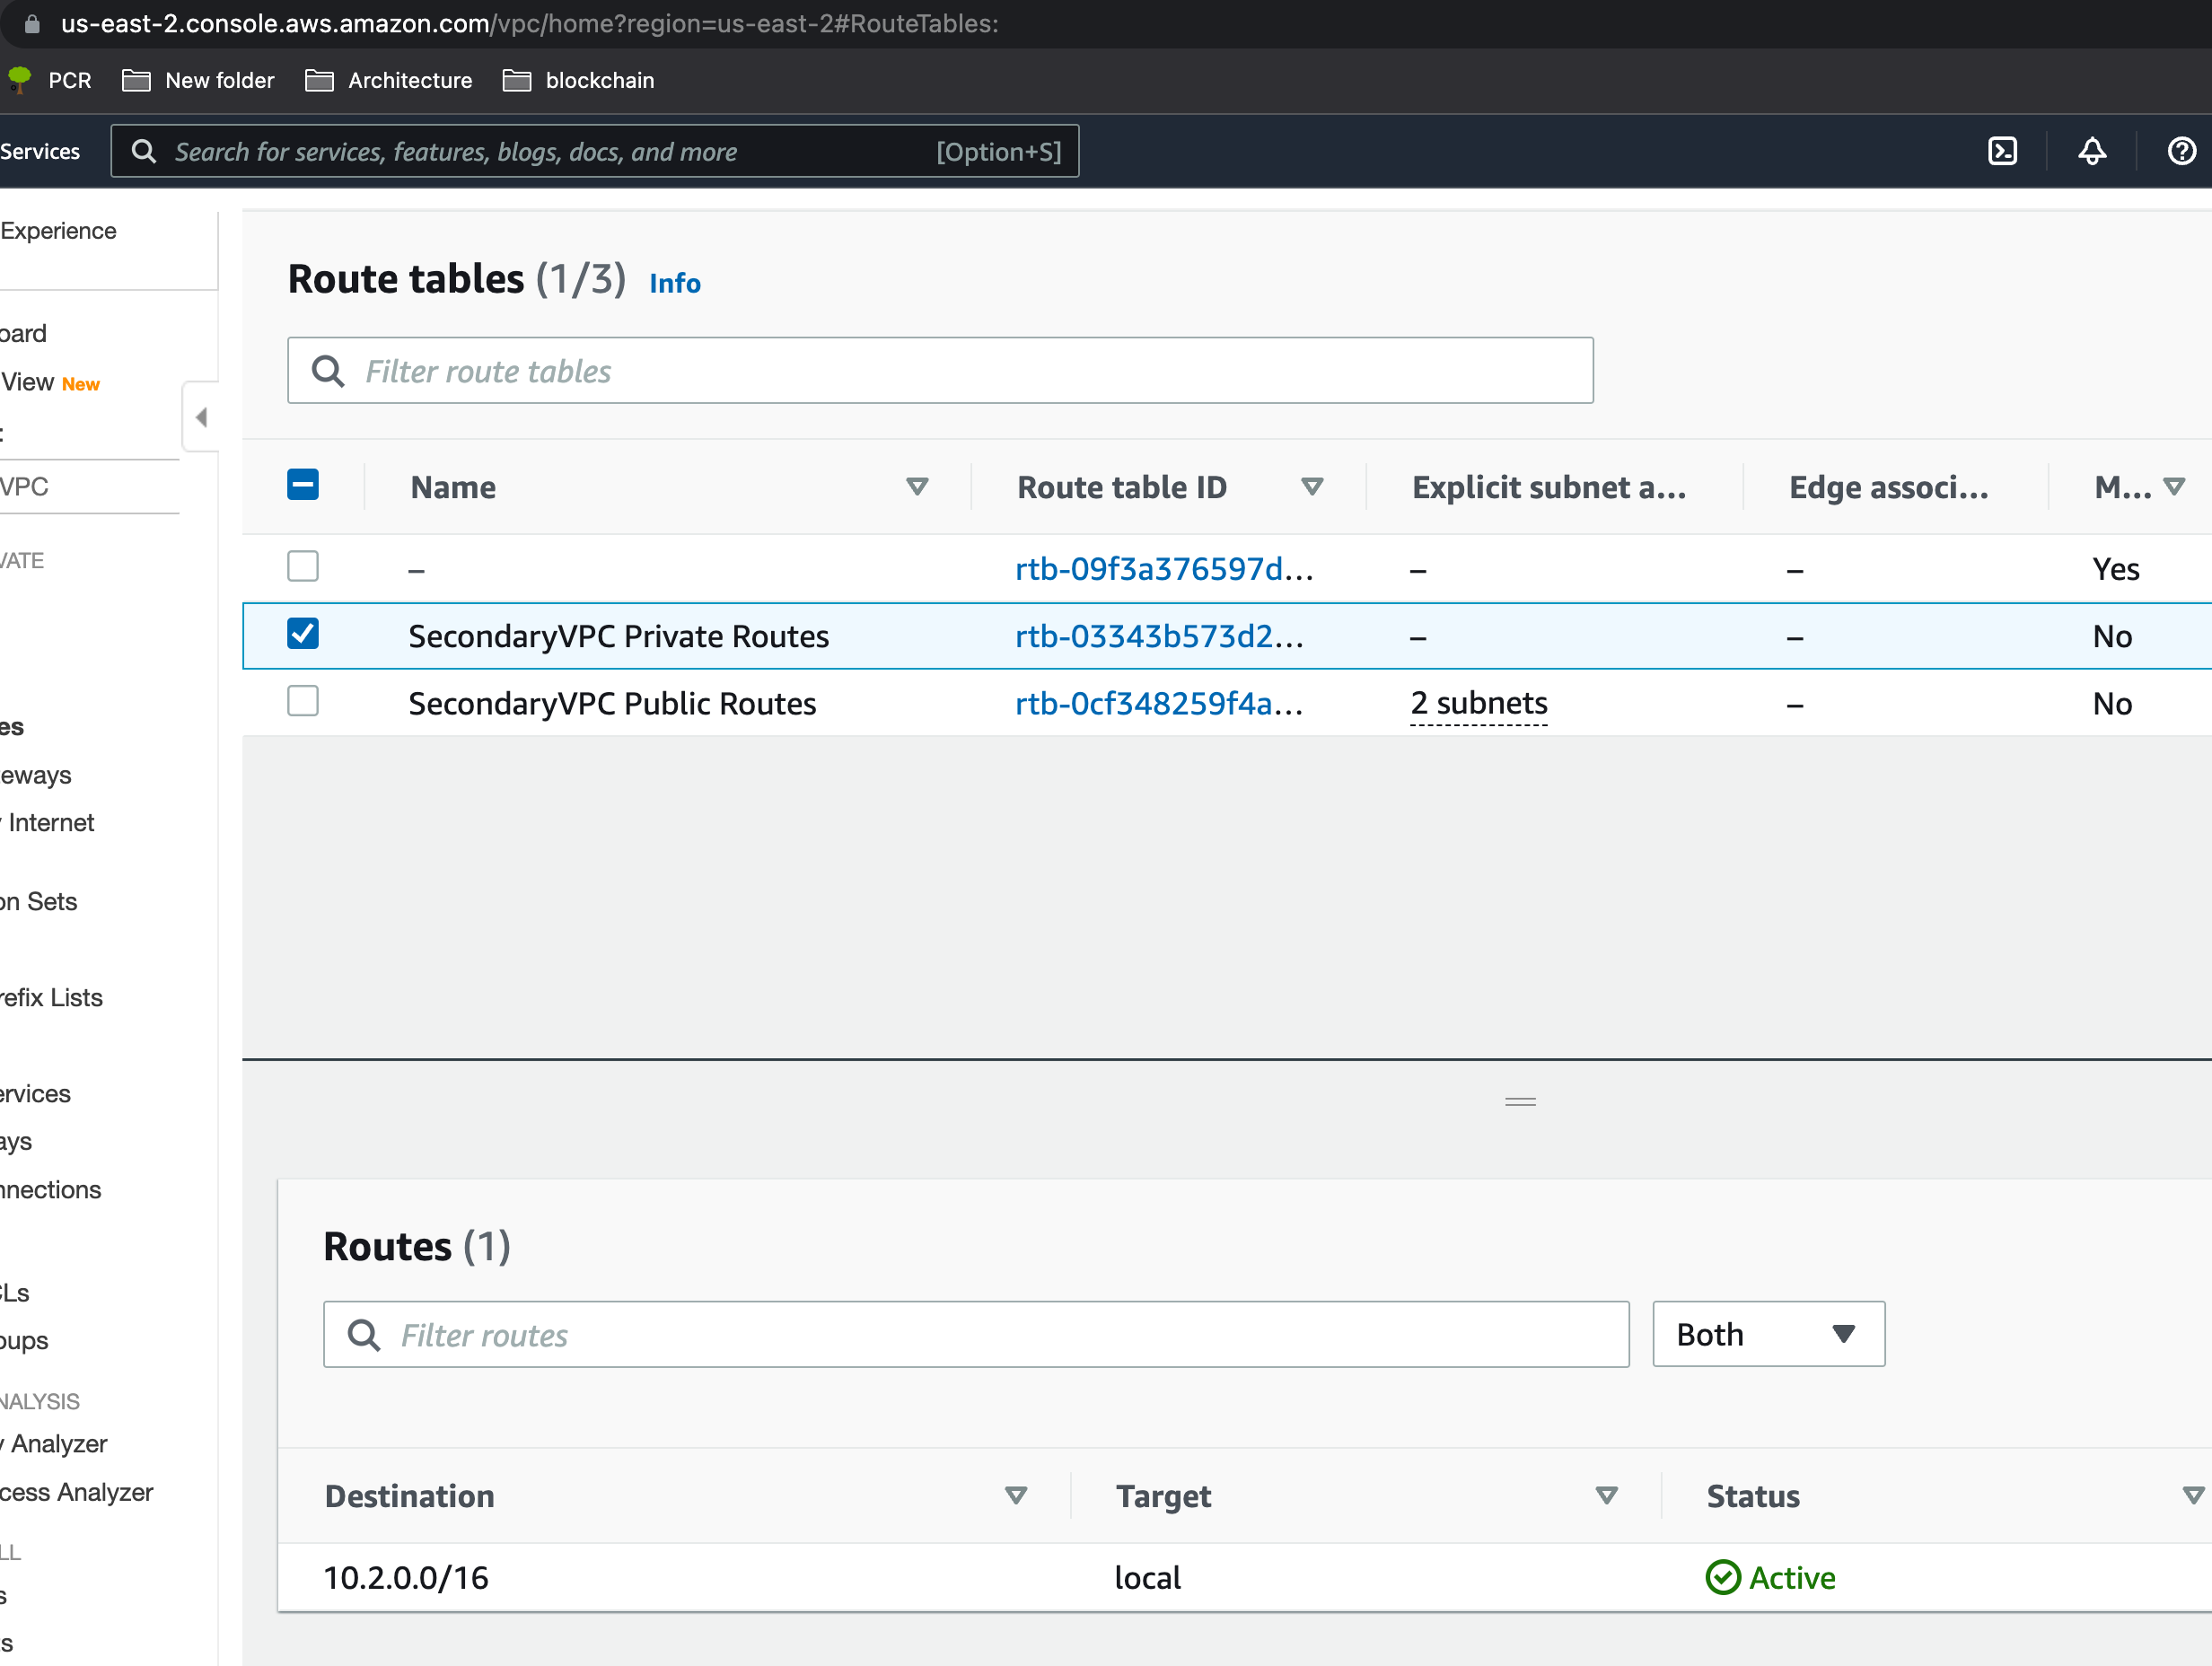 us-east-2.console.aws.amazon.com/vpc/home?region=us-east-2#RouteTables:
PCR New folder Architecture blockchain
Services Search for services, features, blogs, docs, and more [Option+S]
Experience
oard
View New
VPC
VATE
es
eways
Internet
on Sets
refix Lists
ervices
ays
nnections
CLs
oups
NALYSIS
y Analyzer
cess Analyzer
LL
s
s
Route tables (1/3) Info
Filter route tables
Name Route table ID Explicit subnet a... Edge associ... M...
– rtb-09f3a376597d... – – Yes
SecondaryVPC Private Routes rtb-03343b573d2... – – No
SecondaryVPC Public Routes rtb-0cf348259f4a... 2 subnets – No
Routes (1)
Filter routes Both
Destination Target Status
10.2.0.0/16 local Active